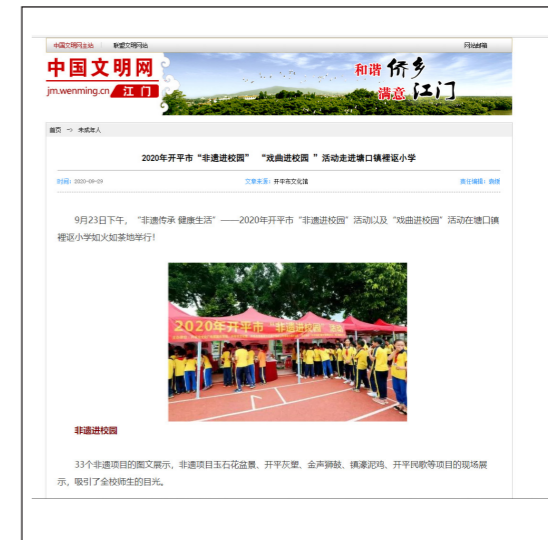 中国文明网总站 联盟文明网站 网站邮箱
中国文明网
jm.wenming.cn 江门
和谐 侨乡
满意 江门
首页 -> 未成年人
2020年开平市“非遗进校园” “戏曲进校园 ”活动走进塘口镇裡讴小学
时间：2020-09-29 文章来源：开平市文化馆 责任编辑：
9月23日下午，“非遗传承 健康生活”——2020年开平市“非遗进校园”活动以及“戏曲进校园”活动在塘口镇
裡讴小学如火如荼地举行！
2020年开平市“非遗进校园”活动
非遗进校园
33个非遗项目的图文展示，非遗项目玉石花盆景、开平灰塑、金声狮鼓、镇濠泥鸡、开平民歌等项目的现场展
示，吸引了全校师生的目光。